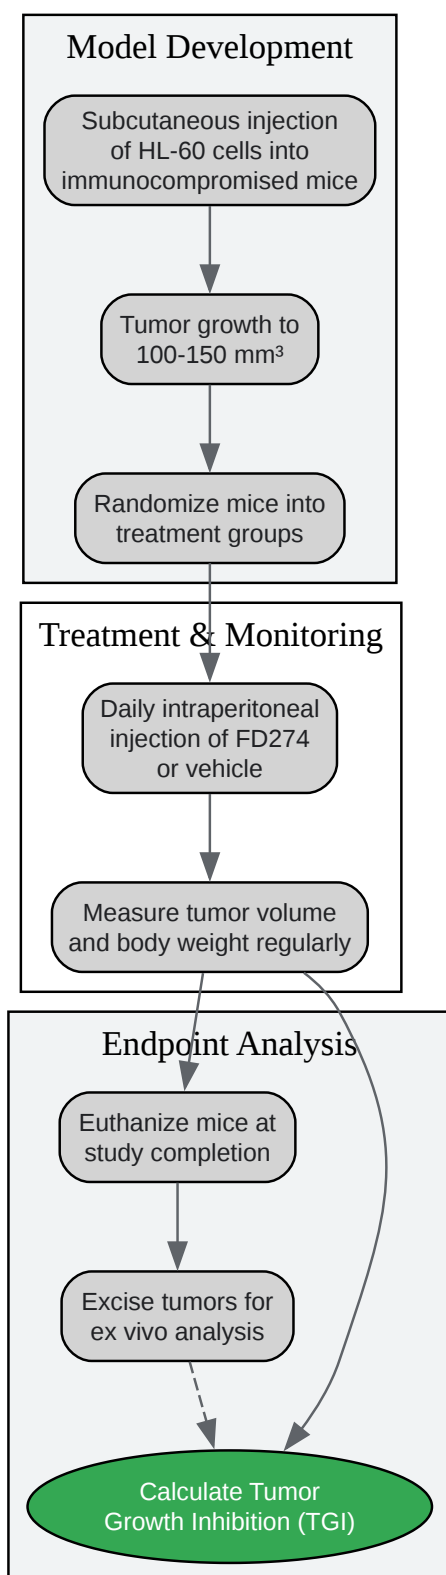 Model Development
Subcutaneous injection
of HL-60 cells into
immunocompromised mice
Tumor growth to
100-150 mm³
Randomize mice into
treatment groups
Treatment & Monitoring
Daily intraperitoneal
injection of FD274
or vehicle
Measure tumor volume
and body weight regularly
Endpoint Analysis
Euthanize mice at
study completion
Excise tumors for
ex vivo analysis
Calculate Tumor
Growth Inhibition (TGI)